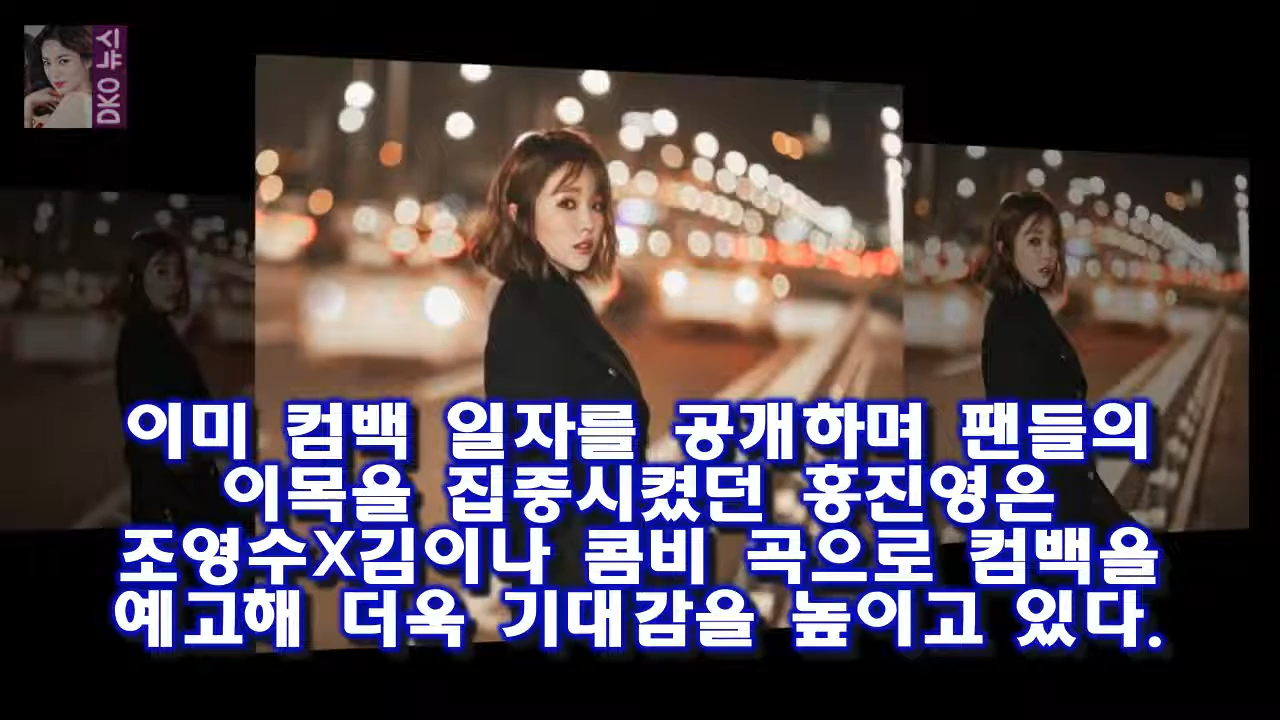 DKO 뉴스
이미 컴백 일자를 공개하며 팬들의
이목을 집중시켰던 홍진영은
조영수X김이나 콤비 곡으로 컴백을
예고해 더욱 기대감을 높이고 있다.